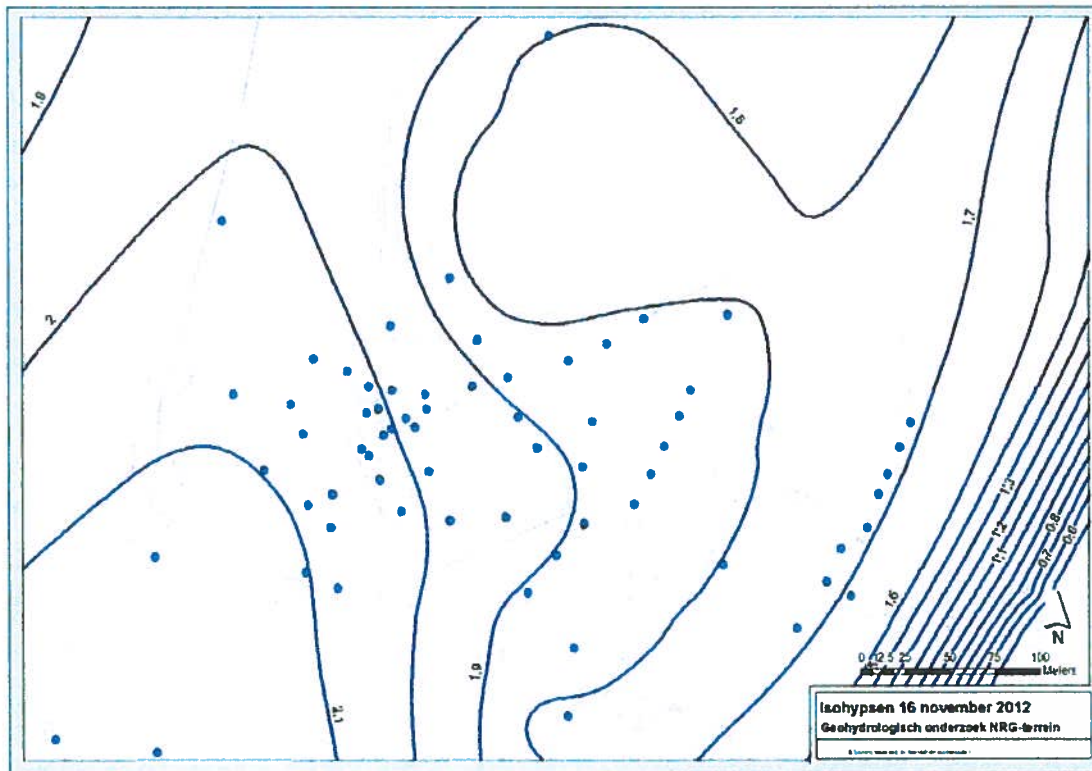 1,9
1,8
1,7
2
1,3
1,2
1,1
0,8
0,7
0,6
1,6
N
0 12.5 25 50 75 100
Meters
1,9
2,1
Isohypsen 16 november 2012
Geohydrologisch onderzoek NRG-terrein